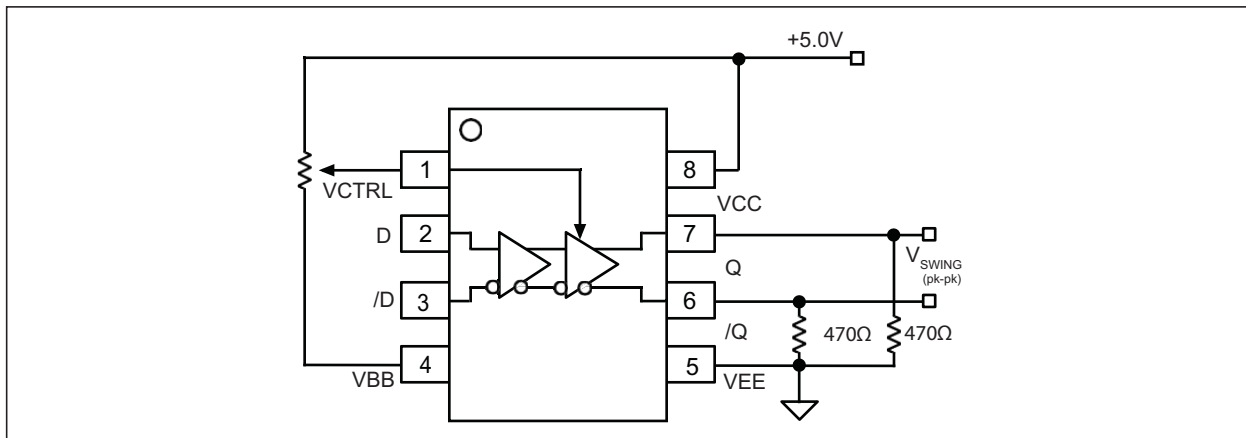 +5.0V
1
8
VCTRL
VCC
D
2
7
V SWING
(pk-pk)
Q
/D
3
6
/Q
470Ω
470Ω
VBB
4
5
VEE